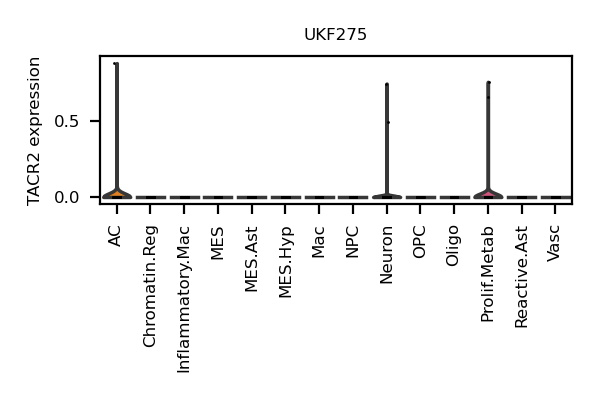 UKF275
TACR2 expression
0.5
0.0
AC
Chromatin.Reg
Inflammatory.Mac
MES
MES.Ast
MES.Hyp
Mac
NPC
Neuron
OPC
Oligo
Prolif.Metab
Reactive.Ast
Vasc